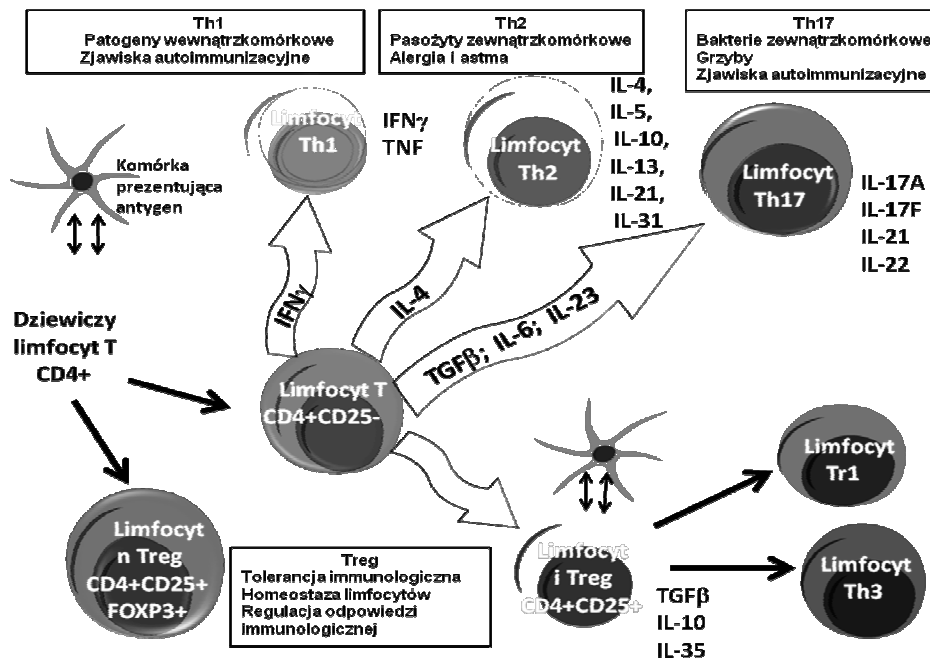 Th1
Patogeny wewnątrzkomórkowe
Zjawiska autoimmunizacyjne
Th2
Pasożyty zewnątrzkomórkowe
Alergia i astma
Th17
Bakterie zewnątrzkomórkowe
Grzyby
Zjawiska autoimmunizacyjne
Komórka
prezentująca
antygen
Limfocyt
Th1
IFNγ
TNF
Limfocyt
Th2
IL-4,
IL-5,
IL-10,
IL-13,
IL-21,
IL-31
Limfocyt
Th17
IL-17A
IL-17F
IL-21
IL-22
IFNγ
IL-4
TGFβ; IL-6; IL-23
Dziewiczy
limfocyt T
CD4+
Limfocyt T
CD4+CD25-
Limfocyt
n Treg
CD4+CD25+
FOXP3+
Treg
Tolerancja immunologiczna
Homeostaza limfocytów
Regulacja odpowiedzi
immunologicznej
Limfocyt
i Treg
CD4+CD25+
TGFβ
IL-10
IL-35
Limfocyt
Tr1
Limfocyt
Th3